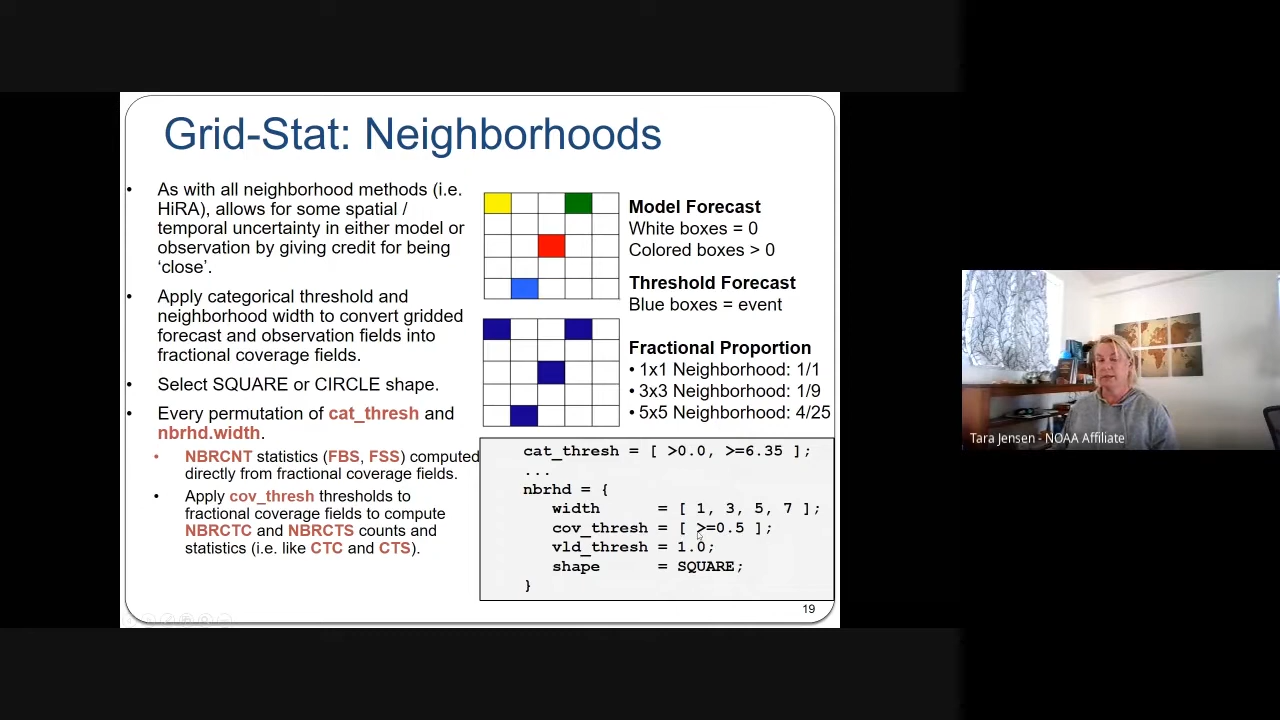 Grid-Stat: Neighborhoods
• As with all neighborhood methods (i.e.
HiRA), allows for some spatial /
temporal uncertainty in either model or
observation by giving credit for being
‘close’.
• Apply categorical threshold and
neighborhood width to convert gridded
forecast and observation fields into
fractional coverage fields.
• Select SQUARE or CIRCLE shape.
• Every permutation of cat_thresh and
nbrhd.width.
• NBRCNT statistics (FBS, FSS) computed
directly from fractional coverage fields.
• Apply cov_thresh thresholds to
fractional coverage fields to compute
NBRCTC and NBRCTS counts and
statistics (i.e. like CTC and CTS).
Model Forecast
White boxes = 0
Colored boxes > 0
Threshold Forecast
Blue boxes = event
Fractional Proportion
• 1x1 Neighborhood: 1/1
• 3x3 Neighborhood: 1/9
• 5x5 Neighborhood: 4/25
cat_thresh = [ >0.0, >=6.35 ];
...
nbrhd = {
width = [ 1, 3, 5, 7 ];
cov_thresh = [ >=0.5 ];
vld_thresh = 1.0;
shape = SQUARE;
}
19
Tara Jensen - NOAA Affiliate